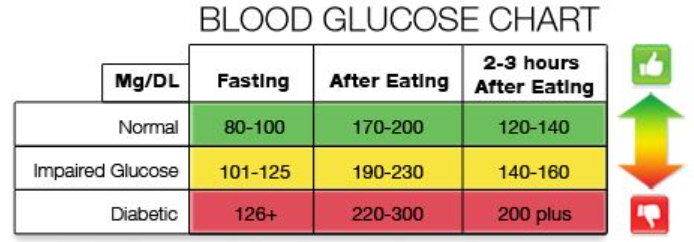 BLOOD GLUCOSE CHART
Mg/DL Fasting After Eating 2-3 hours After Eating
Normal 80-100 170-200 120-140
Impaired Glucose 101-125 190-230 140-160
Diabetic 126+ 220-300 200 plus